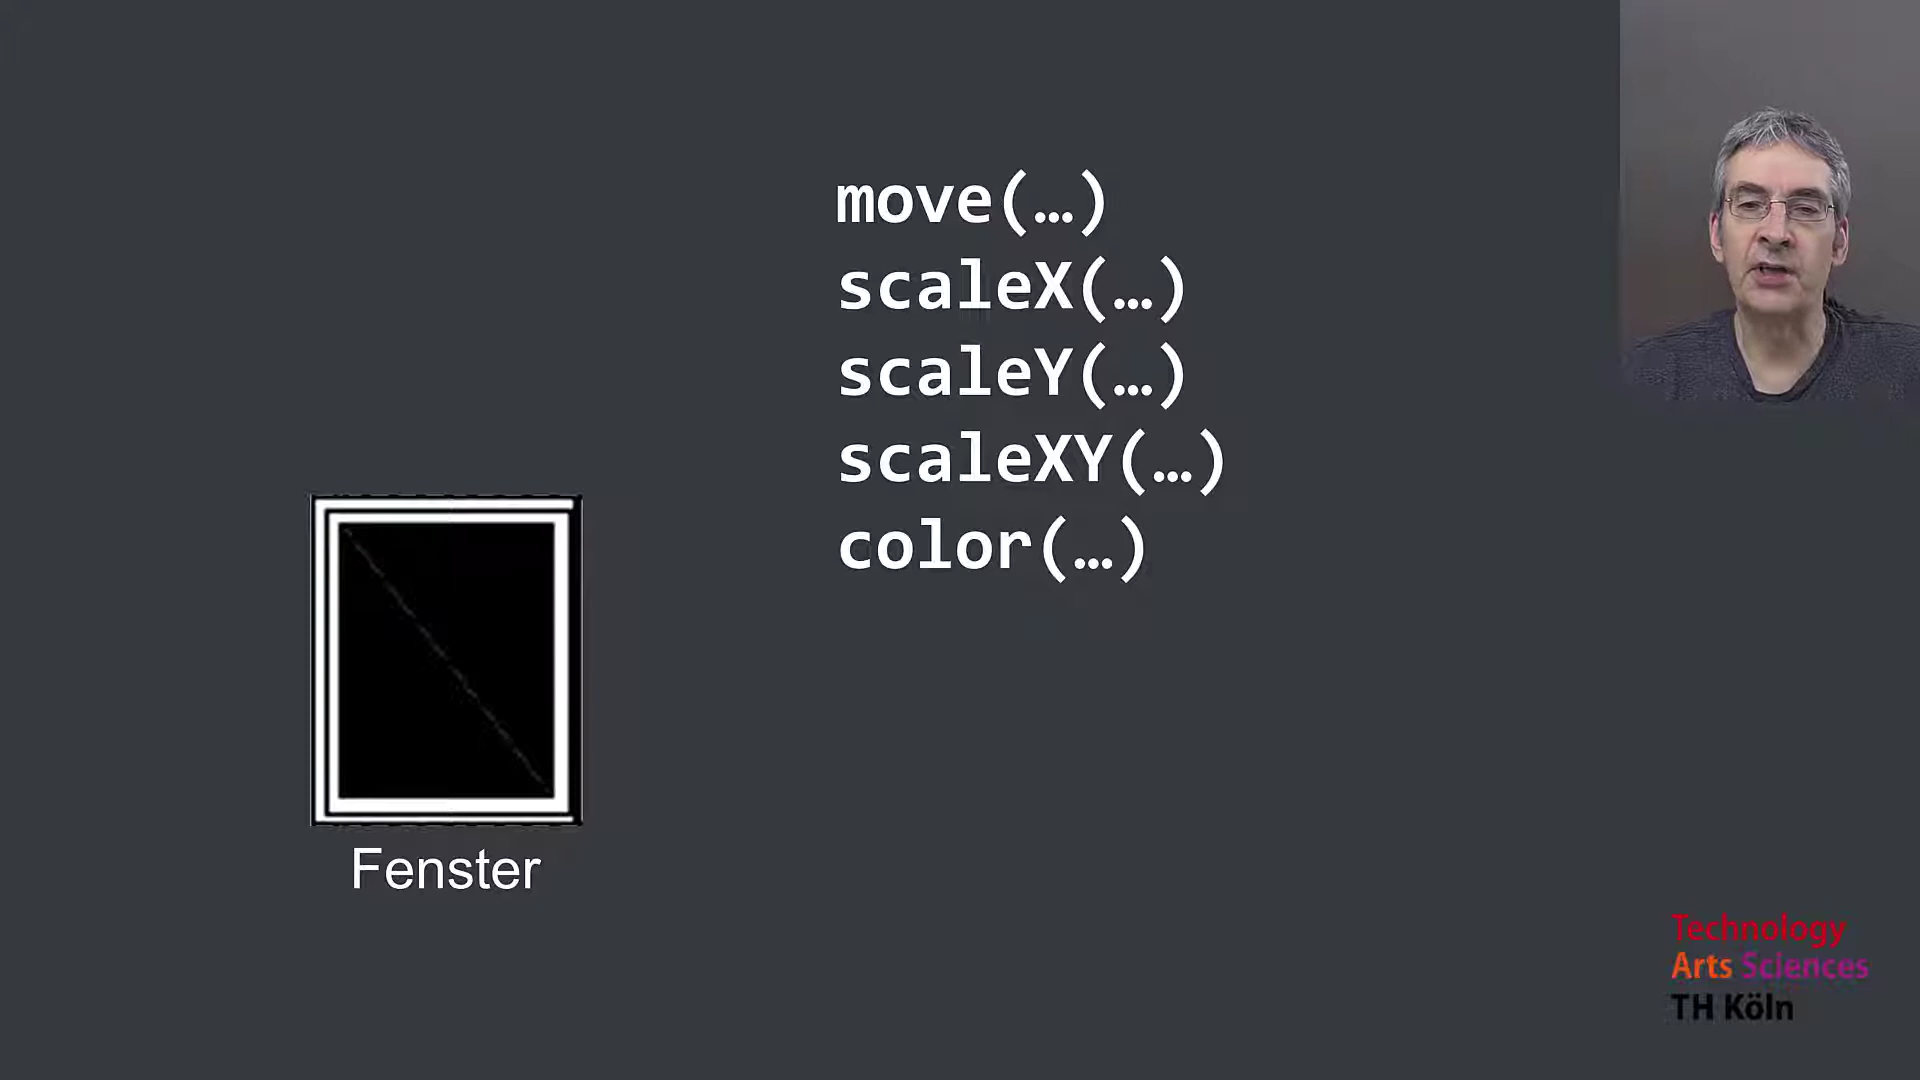 move(…)
scaleX(…)
scaleY(…)
scaleXY(…)
color(…)
Fenster
Technology
Arts Sciences
TH Köln